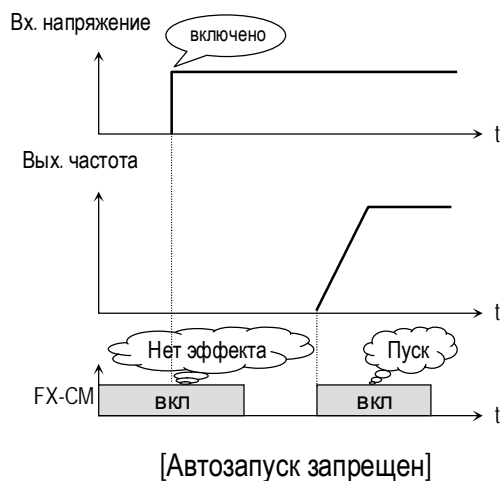 Вх. напряжение
включено
t
Вых. частота
t
Нет эффекта
Пуск
FX-CM
вкл
вкл
t
[Автозапуск запрещен]